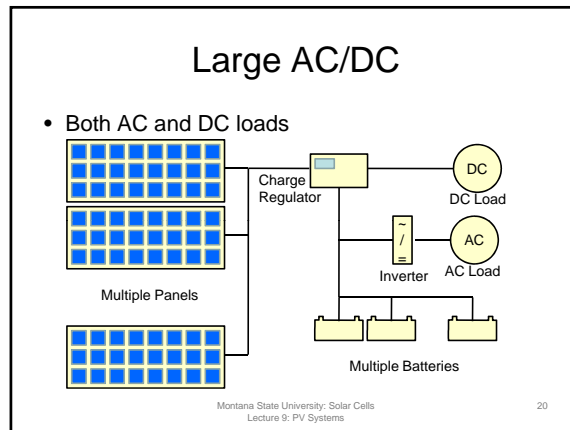 Large AC/DC
• Both AC and DC loads
Charge
Regulator
DC
DC Load
~
/
=
Inverter
AC
AC Load
Multiple Panels
Multiple Batteries
Montana State University: Solar Cells
Lecture 9: PV Systems
20